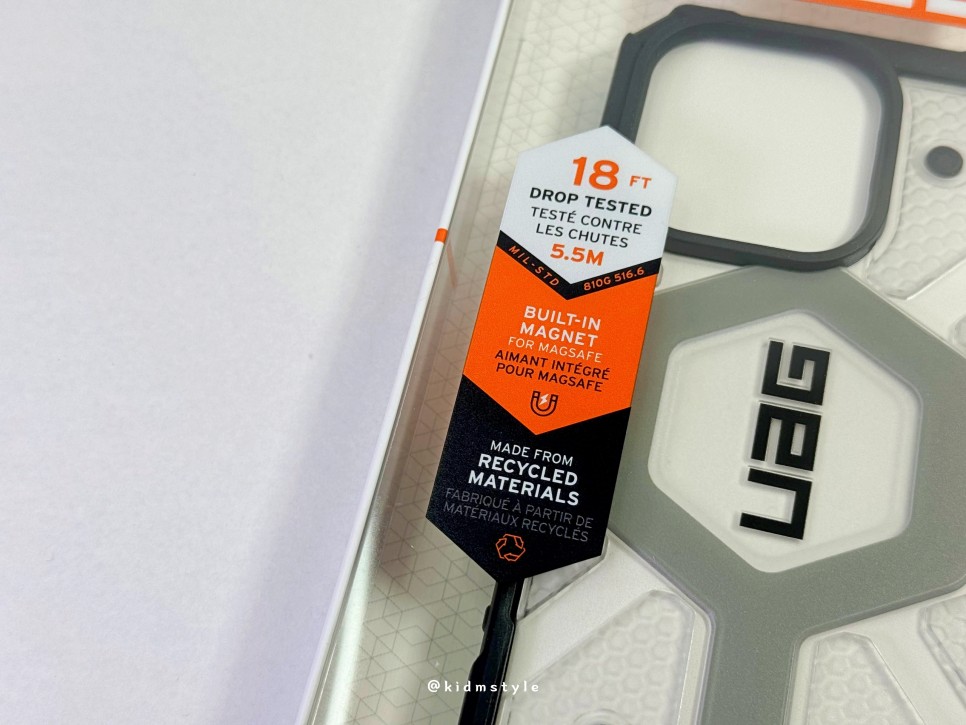 18 FT
DROP TESTED
TESTÉ CONTRE
LES CHUTES
5.5M
MIL-STD 810G 516.6
BUILT-IN
MAGNET
FOR MAGSAFE
AIMANT INTÉGRÉ
POUR MAGSAFE
MADE FROM
RECYCLED
MATERIALS
FABRIQUÉ À PARTIR DE
MATÉRIAUX RECYCLÉS
UAG
@kidmstyle